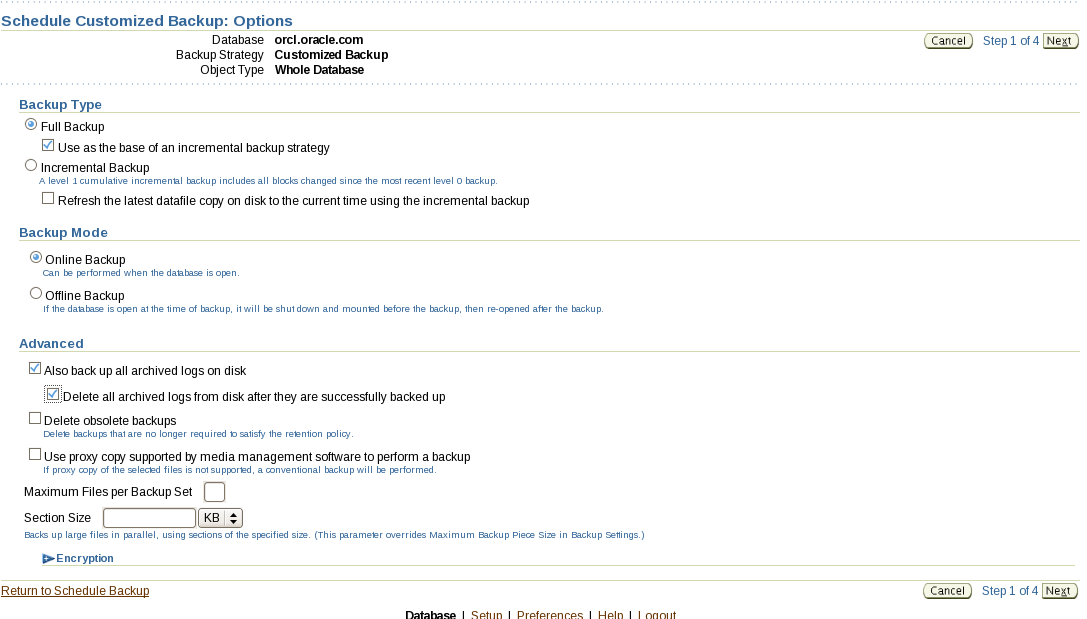 Schedule Customized Backup: Options
Database orcl.oracle.com
Cancel Step 1 of 4 Next
Backup Strategy Customized Backup
Object Type Whole Database
Backup Type
Full Backup
Use as the base of an incremental backup strategy
Incremental Backup
A level 1 cumulative incremental backup includes all blocks changed since the most recent level 0 backup.
Refresh the latest datafile copy on disk to the current time using the incremental backup
Backup Mode
Online Backup
Can be performed when the database is open.
Offline Backup
If the database is open at the time of backup, it will be shut down and mounted before the backup, then re-opened after the backup.
Advanced
Also back up all archived logs on disk
Delete all archived logs from disk after they are successfully backed up
Delete obsolete backups
Delete backups that are no longer required to satisfy the retention policy.
Use proxy copy supported by media management software to perform a backup
If proxy copy of the selected files is not supported, a conventional backup will be performed.
Maximum Files per Backup Set
Section Size KB
Backs up large files in parallel, using sections of the specified size. (This parameter overrides Maximum Backup Piece Size in Backup Settings.)
Encryption
Return to Schedule Backup
Cancel Step 1 of 4 Next
Database | Setup | Preferences | Help | Logout